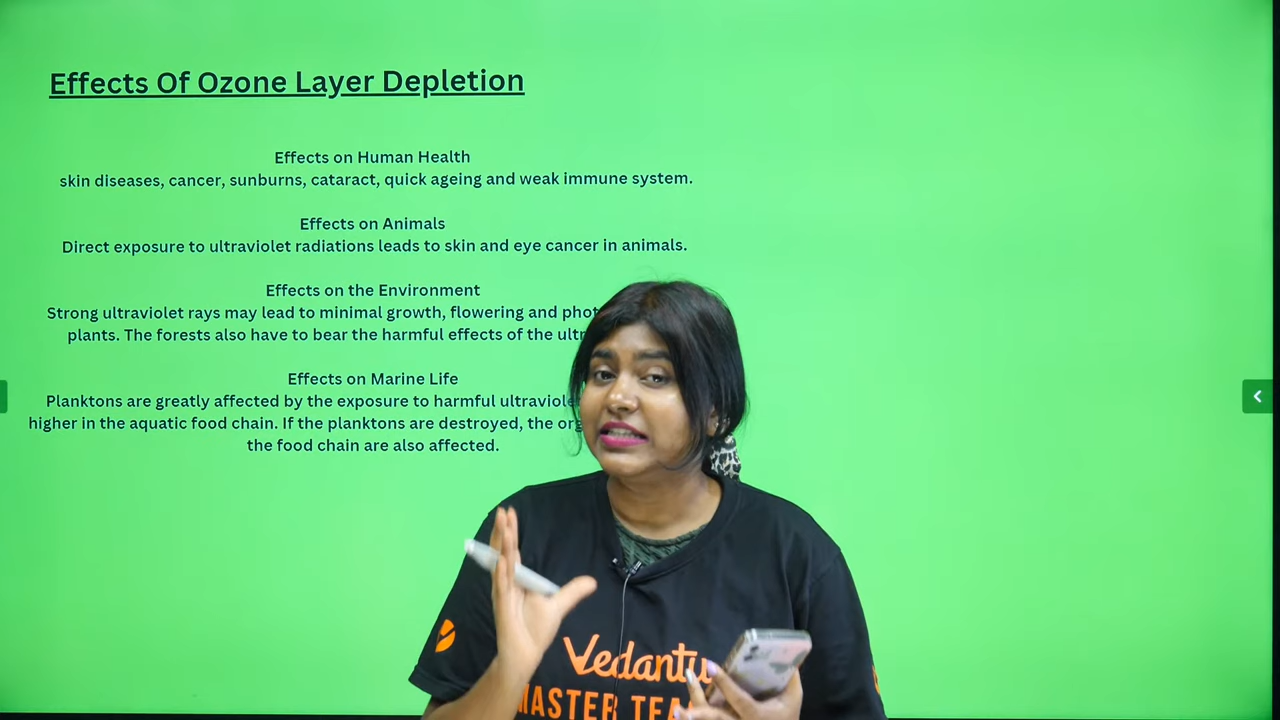 Effects Of Ozone Layer Depletion
Effects on Human Health
skin diseases, cancer, sunburns, cataract, quick ageing and weak immune system.
Effects on Animals
Direct exposure to ultraviolet radiations leads to skin and eye cancer in animals.
Effects on the Environment
Strong ultraviolet rays may lead to minimal growth, flowering and
plants. The forests also have to bear the harmful effects of the
Effects on Marine Life
Planktons are greatly affected by the exposure to harmful
higher in the aquatic food chain. If the planktons are destroyed, the
the food chain are also affected.
Vedantu
MASTER